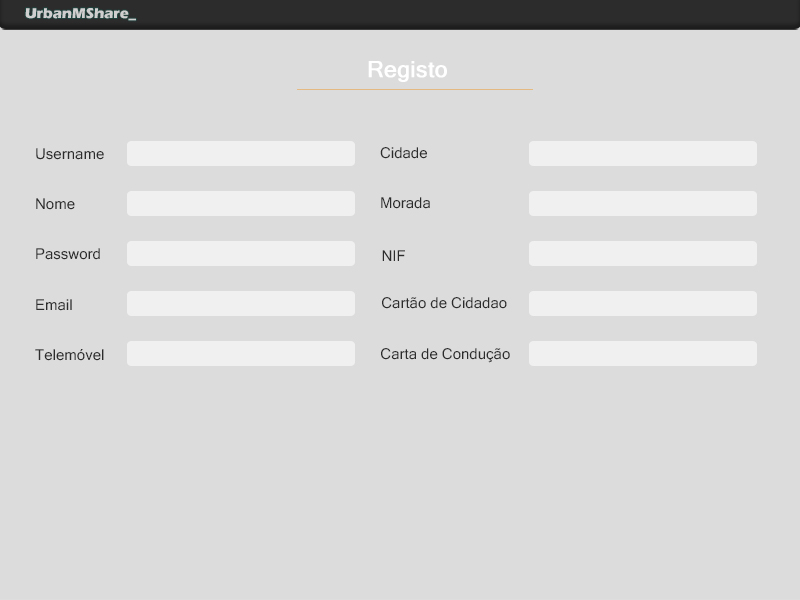 UrbanMShare_
Registo
Username
Nome
Password
Email
Telemóvel
Cidade
Morada
NIF
Cartão de Cidadao
Carta de Condução